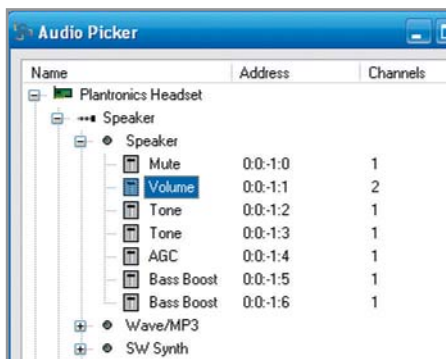 Audio Picker
Name Address Channels
Plantronics Headset
Speaker
Speaker
Mute 0:0:-1:0 1
Volume 0:0:-1:1 2
Tone 0:0:-1:2 1
Tone 0:0:-1:3 1
AGC 0:0:-1:4 1
Bass Boost 0:0:-1:5 1
Bass Boost 0:0:-1:6 1
Wave/MP3
SW Synth